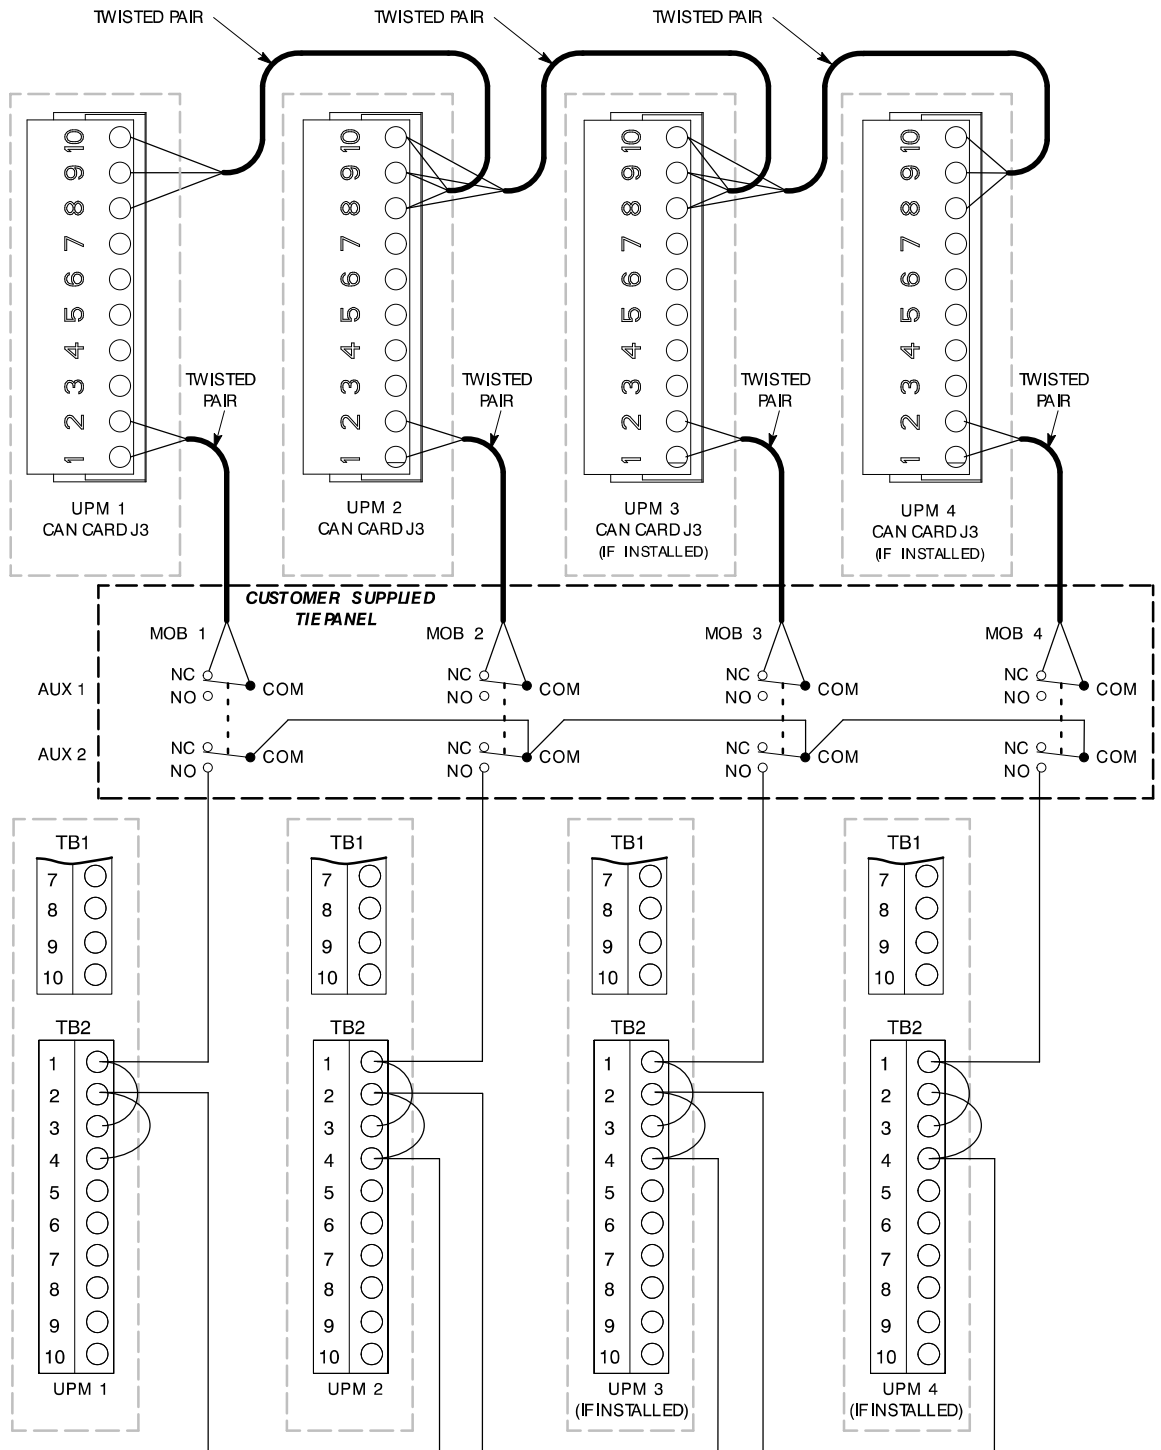 TWISTED PAIR TWISTED PAIR TWISTED PAIR
10 10 10 10
9 9 9 9
8 8 8 8
7 7 7 7
6 6 6 6
5 5 5 5
4 4 4 4
3 3 3 3
2 2 2 2
1 1 1 1
TWISTED PAIR
TWISTED PAIR
TWISTED PAIR
TWISTED PAIR
UPM 1
CAN CARD J3
UPM 2
CAN CARD J3
UPM 3
CAN CARD J3
(IF INSTALLED)
UPM 4
CAN CARD J3
(IF INSTALLED)
CUSTOMER SUPPLIED
TIE PANEL
MOB 1 MOB 2 MOB 3 MOB 4
AUX 1 NC COM NC COM NC COM NC COM
NO NO NO NO
AUX 2 NC COM NC COM NC COM NC COM
NO NO NO NO
TB1 TB1 TB1 TB1
7 7 7 7
8 8 8 8
9 9 9 9
10 10 10 10
TB2 TB2 TB2 TB2
1 1 1 1
2 2 2 2
3 3 3 3
4 4 4 4
5 5 5 5
6 6 6 6
7 7 7 7
8 8 8 8
9 9 9 9
10 10 10 10
UPM 1 UPM 2 UPM 3 UPM 4
(IF INSTALLED) (IF INSTALLED)